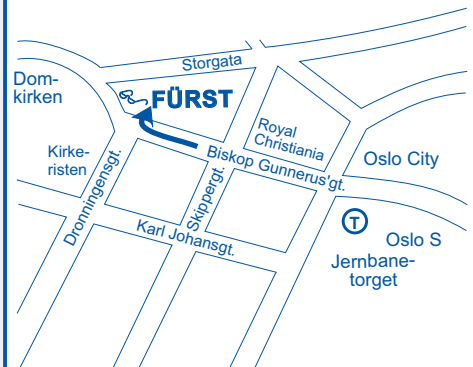 Storgata
Dom-
kirken
FÜRST
Royal
Christiania
Kirke-
risten
Biskop Gunnerus'gt.
Oslo City
Dronningensgt.
Skippergt.
Karl Johansgt.
T
Oslo S
Jernbane-
torget